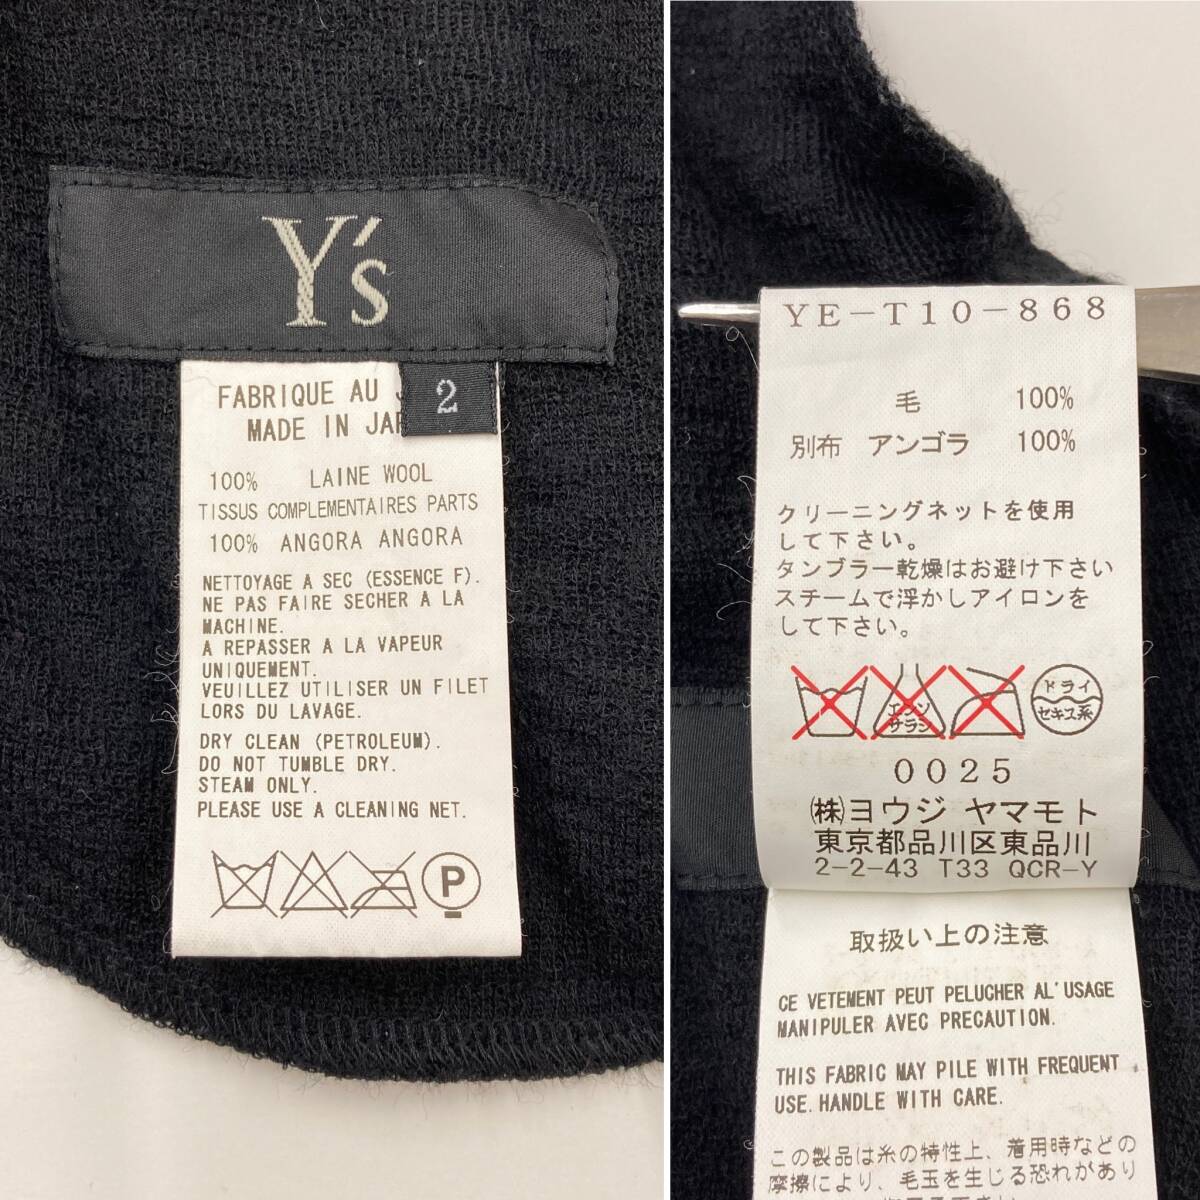 Y's
2
FABRIQUE AU
MADE IN JAP
100% LAINE WOOL
TISSUS COMPLEMENTAIRES PARTS
100% ANGORA ANGORA
NETTOYAGE A SEC (ESSENCE F).
NE PAS FAIRE SECHER A LA
MACHINE.
A REPASSER A LA VAPEUR
UNIQUEMENT.
VEUILLEZ UTILISER UN FILET
LORS DU LAVAGE.
DRY CLEAN (PETROLEUM).
DO NOT TUMBLE DRY.
STEAM ONLY.
PLEASE USE A CLEANING NET.
P
YE-T10-868
毛 100%
別布 アンゴラ 100%
クリーニングネットを使用
して下さい。
タンブラー乾燥はお避け下さい
スチームで浮かしアイロンを
して下さい。
エンソ
サラシ
ドライ
セキユ系
0025
㈱ヨウジ ヤマモト
東京都品川区東品川
2-2-43 T33 QCR-Y
取扱い上の注意
CE VETEMENT PEUT PELUCHER AL'USAGE
MANIPULER AVEC PRECAUTION.
THIS FABRIC MAY PILE WITH FREQUENT
USE.HANDLE WITH CARE.
この製品は糸の特性上、着用時などの
摩擦により、毛玉を生じる恐れがあり